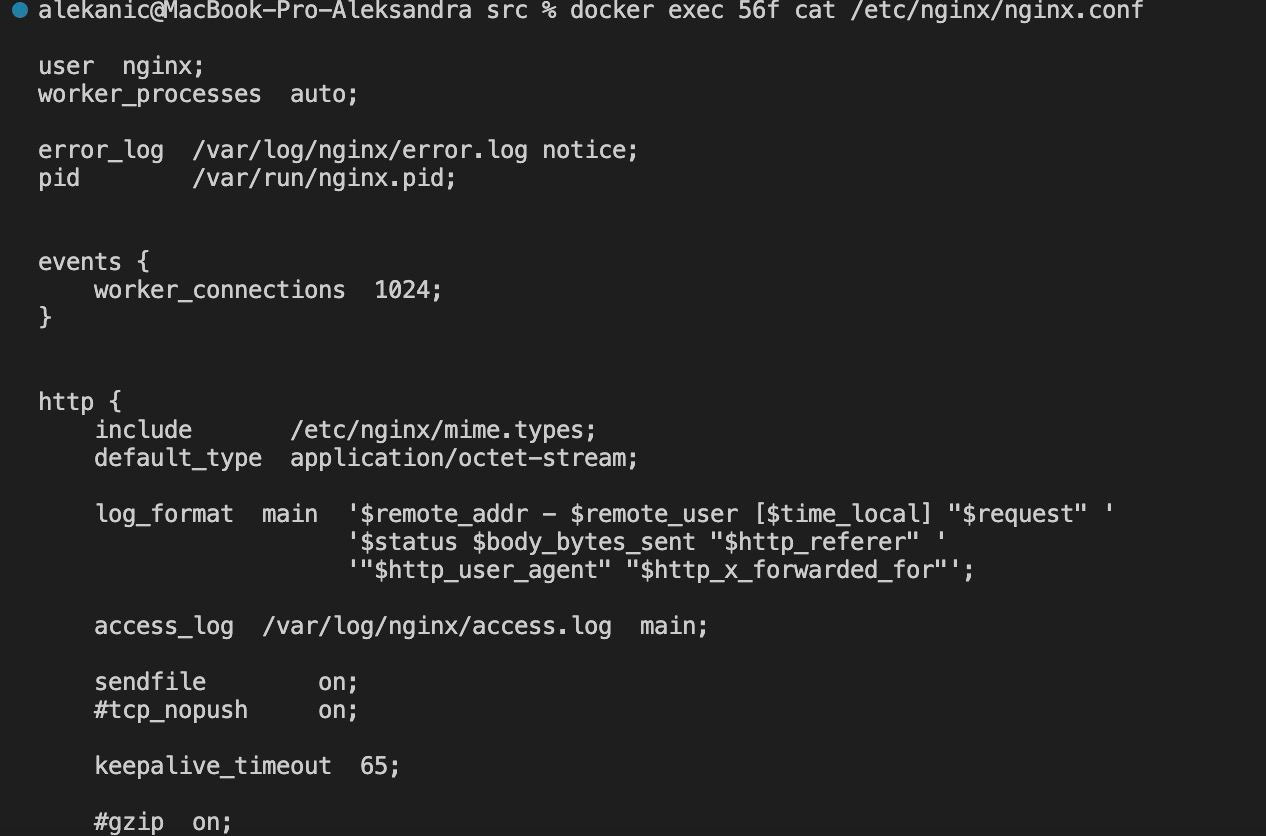 alekanic@MacBook-Pro-Aleksandra src % docker exec 56f cat /etc/nginx/nginx.conf
user  nginx;
worker_processes  auto;
error_log  /var/log/nginx/error.log notice;
pid        /var/run/nginx.pid;
events {
    worker_connections  1024;
}
http {
    include       /etc/nginx/mime.types;
    default_type  application/octet-stream;
    log_format  main  '$remote_addr - $remote_user [$time_local] "$request" '
                      '$status $body_bytes_sent "$http_referer" '
                      '"$http_user_agent" "$http_x_forwarded_for"';
    access_log  /var/log/nginx/access.log  main;
    sendfile        on;
    #tcp_nopush     on;
    keepalive_timeout  65;
    #gzip  on;